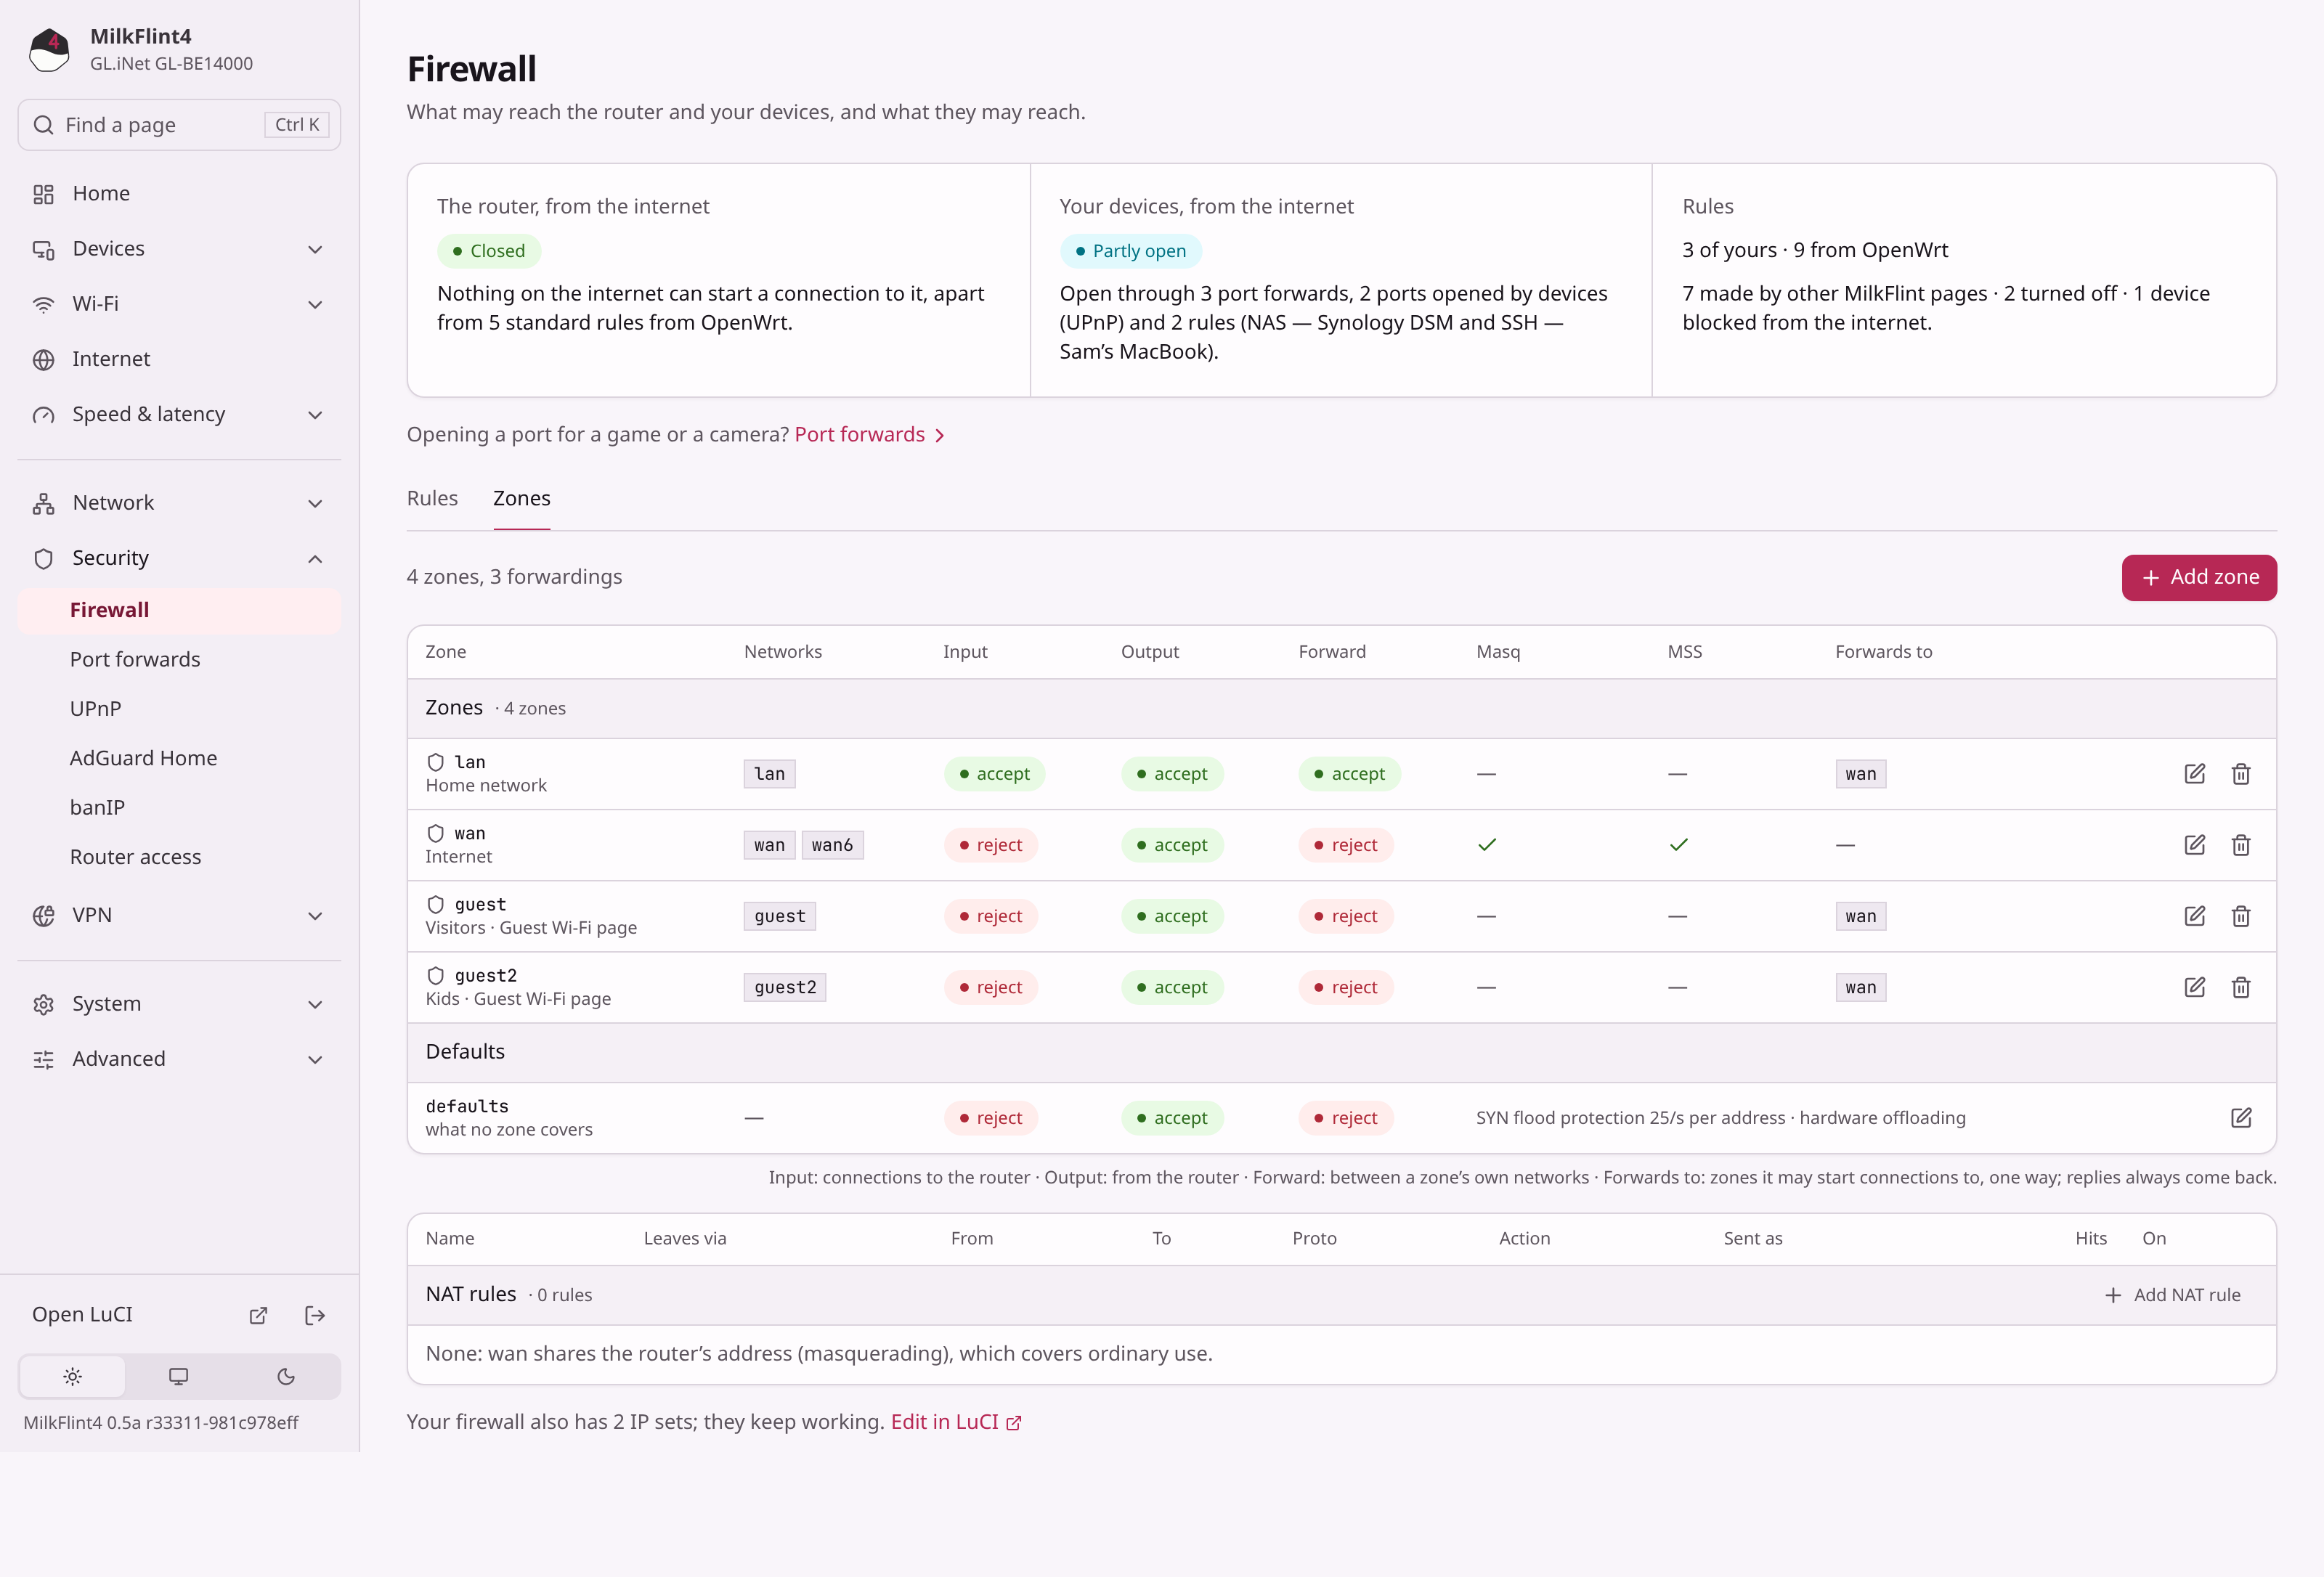 MilkFlint4
GL.iNet GL-BE14000
Find a page Ctrl K
Home
Devices
Wi-Fi
Internet
Speed & latency
Network
Security
Firewall
Port forwards
UPnP
AdGuard Home
banIP
Router access
VPN
System
Advanced
Open LuCI
MilkFlint4 0.5a r33311-981c978eff
Firewall
What may reach the router and your devices, and what they may reach.
The router, from the internet
Closed
Nothing on the internet can start a connection to it, apart
from 5 standard rules from OpenWrt.
Your devices, from the internet
Partly open
Open through 3 port forwards, 2 ports opened by devices
(UPnP) and 2 rules (NAS — Synology DSM and SSH —
Sam’s MacBook).
Rules
3 of yours · 9 from OpenWrt
7 made by other MilkFlint pages · 2 turned off · 1 device
blocked from the internet.
Opening a port for a game or a camera? Port forwards
Rules Zones
4 zones, 3 forwardings
Add zone
Zone Networks Input Output Forward Masq MSS Forwards to
Zones · 4 zones
lan
Home network
lan accept accept accept — — wan
wan
Internet
wan wan6 reject accept reject —
guest
Visitors · Guest Wi-Fi page
guest reject accept reject — — wan
guest2
Kids · Guest Wi-Fi page
guest2 reject accept reject — — wan
Defaults
defaults
what no zone covers
— reject accept reject SYN flood protection 25/s per address · hardware offloading
Input: connections to the router · Output: from the router · Forward: between a zone’s own networks · Forwards to: zones it may start connections to, one way; replies always come back.
Name Leaves via From To Proto Action Sent as Hits On
NAT rules · 0 rules
Add NAT rule
None: wan shares the router’s address (masquerading), which covers ordinary use.
Your firewall also has 2 IP sets; they keep working. Edit in LuCI